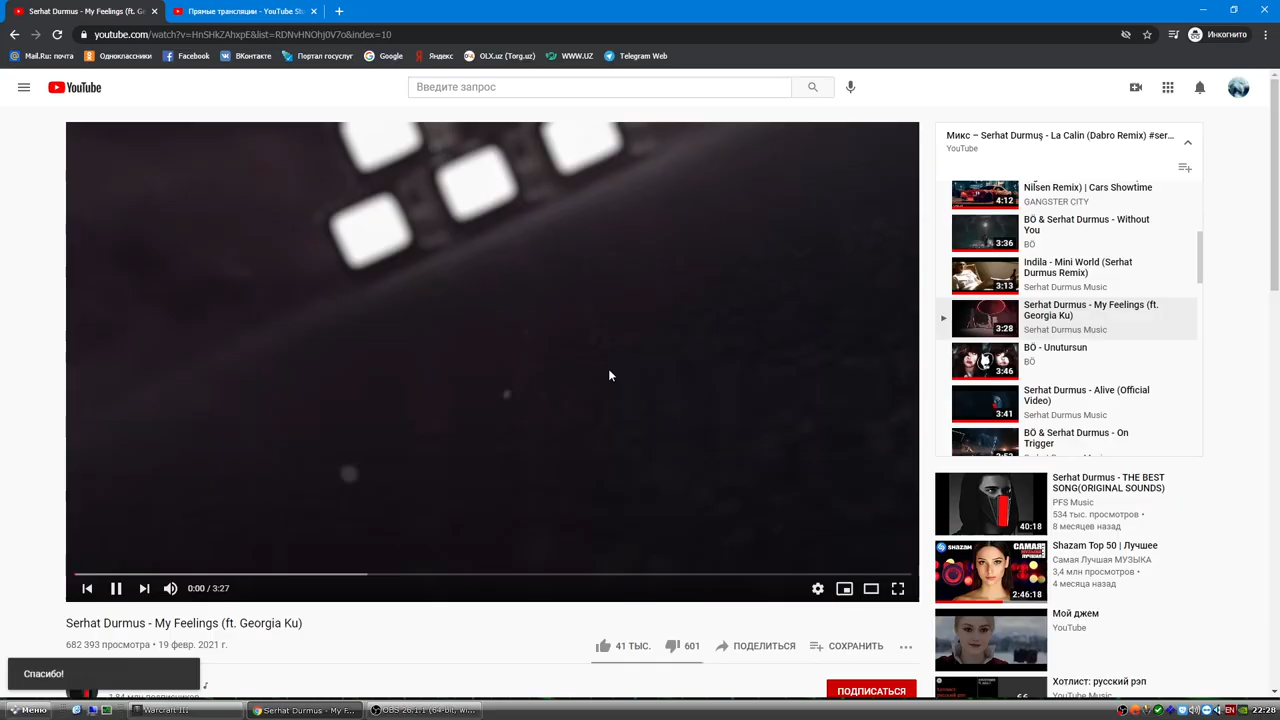 Serhat Durmus - My Feelings (ft. Ge
Прямые трансляции - YouTube Stu
youtube.com/watch?v=HnSHkZAhxpE&list=RDNvHNOhj0V7o&index=10
Инкогнито
Mail.Ru: почта
Одноклассники
Facebook
ВКонтакте
Портал госуслуг
Google
Яндекс
OLX.uz (Torg.uz)
WWW.UZ
Telegram Web
YouTube
Введите запрос
Микс – Serhat Durmuş - La Calin (Dabro Remix) #ser...
YouTube
Nilsen Remix) | Cars Showtime
GANGSTER CITY
4:12
BÖ & Serhat Durmus - Without
You
BÖ
3:36
Indila - Mini World (Serhat
Durmus Remix)
Serhat Durmus Music
3:13
Serhat Durmus - My Feelings (ft.
Georgia Ku)
Serhat Durmus Music
3:28
BÖ - Unutursun
BÖ
3:46
Serhat Durmus - Alive (Official
Video)
Serhat Durmus Music
3:41
BÖ & Serhat Durmus - On
Trigger
0:00 / 3:27
Serhat Durmus - My Feelings (ft. Georgia Ku)
682 393 просмотра • 19 февр. 2021 г.
41 ТЫС.
601
ПОДЕЛИТЬСЯ
СОХРАНИТЬ
Спасибо!
ПОДПИСАТЬСЯ
Serhat Durmus - THE BEST
SONG(ORIGINAL SOUNDS)
PFS Music
534 тыс. просмотров •
8 месяцев назад
40:18
Shazam Top 50 | Лучшее
Самая Лучшая МУЗЫКА
3,4 млн просмотров •
4 месяца назад
SHAZAM
2:46:18
Мой джем
YouTube
Хотлист: русский рэп
YouTube Music
Меню
Warcraft III
Serhat Durmus - My F...
OBS 26.1.1 (64-bit, wi...
EN
22:28